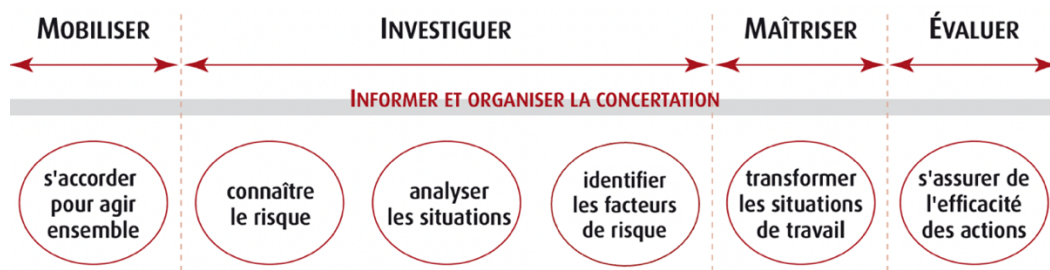 MOBILISER
INVESTIGUER
MAÎTRISER
ÉVALUER
INFORMER ET ORGANISER LA CONCERTATION
s'accorder
pour agir
ensemble
connaître
le risque
analyser
les situations
identifier
les facteurs
de risque
transformer
les situations
de travail
s'assurer de
l'efficacité
des actions